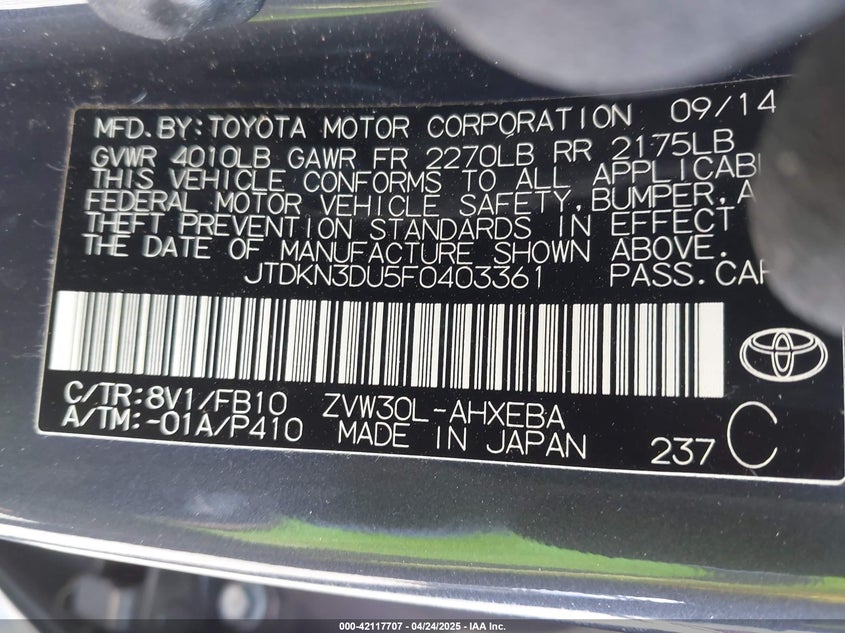 MFD. BY: TOYOTA MOTOR CORPORATION 09/14
GVWR 4010LB GAWR FR 2270LB RR 2175LB
THIS VEHICLE CONFORMS TO ALL APPLICABL
FEDERAL MOTOR VEHICLE SAFETY, BUMPER, A
THEFT PREVENTION STANDARDS IN EFFECT
THE DATE OF MANUFACTURE SHOWN ABOVE.
JTDKN3DU5F0403361 PASS. CAR
C/TR: 8V1/FB10 ZVW30L-AHXEBA
A/TM: -01A/P410 MADE IN JAPAN 237 C
000-42117707 - 04/24/2025 - IAA Inc.